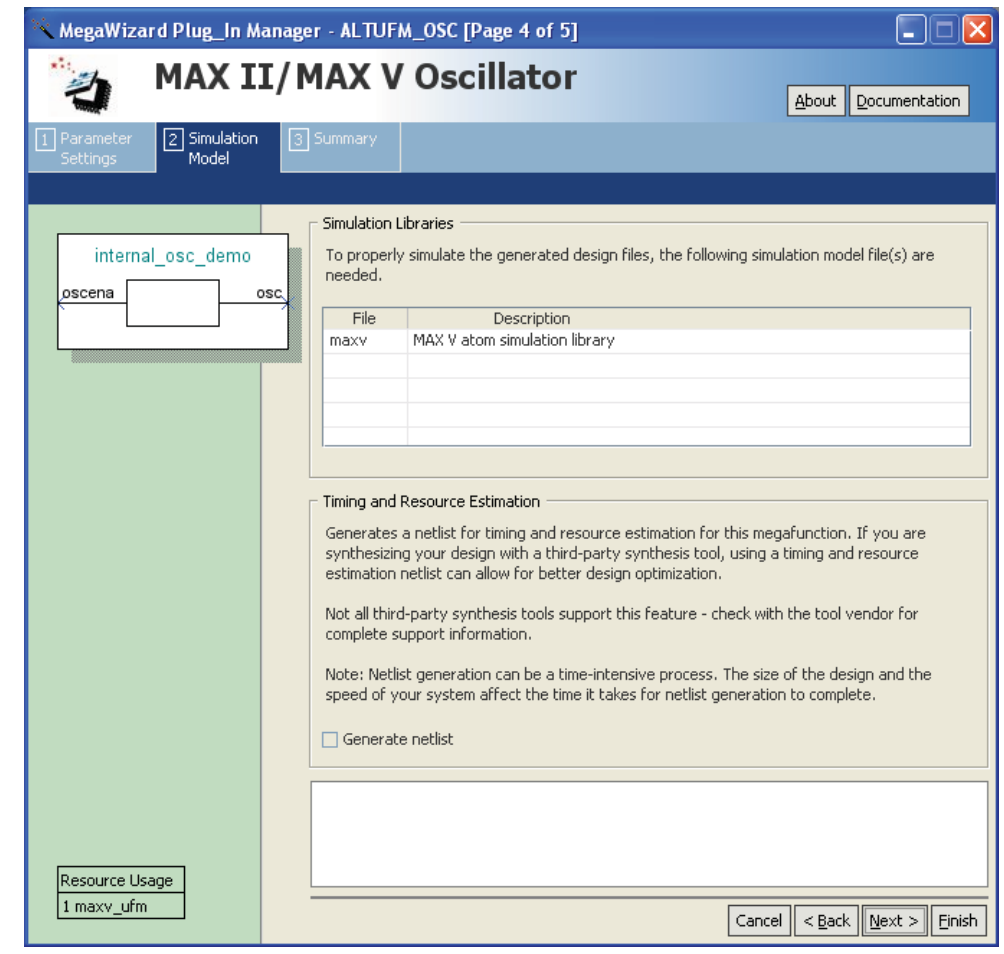 MegaWizard Plug_In Manager - ALTUFM_OSC [Page 4 of 5]
MAX II/MAX V Oscillator
About
Documentation
1 Parameter
Settings
2 Simulation
Model
3 Summary
internal_osc_demo
oscena
osc
Simulation Libraries
To properly simulate the generated design files, the following simulation model file(s) are
needed.
File Description
maxv MAX V atom simulation library
Timing and Resource Estimation
Generates a netlist for timing and resource estimation for this megafunction. If you are
synthesizing your design with a third-party synthesis tool, using a timing and resource
estimation netlist can allow for better design optimization.
Not all third-party synthesis tools support this feature - check with the tool vendor for
complete support information.
Note: Netlist generation can be a time-intensive process. The size of the design and the
speed of your system affect the time it takes for netlist generation to complete.
Generate netlist
Resource Usage
1 maxv_ufm
Cancel
< Back
Next >
Finish